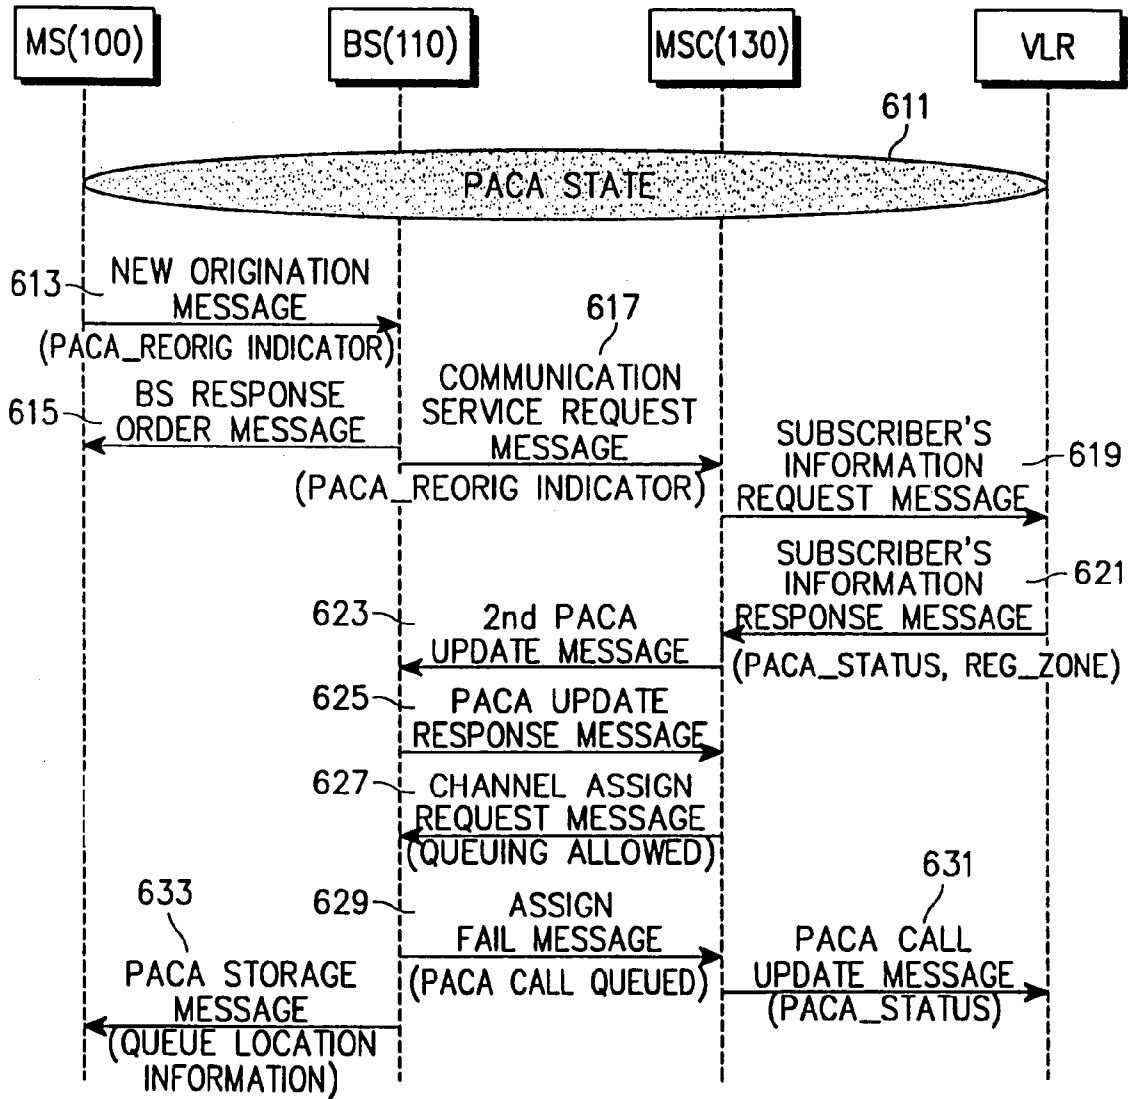 MS(100)
BS(110)
MSC(130)
VLR
611
PACA STATE
613
NEW ORIGINATION
MESSAGE
(PACA_REORIG INDICATOR)
617
COMMUNICATION
SERVICE REQUEST
MESSAGE
(PACA_REORIG INDICATOR)
615
BS RESPONSE
ORDER MESSAGE
SUBSCRIBER'S
INFORMATION
REQUEST MESSAGE
619
SUBSCRIBER'S
INFORMATION
RESPONSE MESSAGE
621
(PACA_STATUS, REG_ZONE)
623
2nd PACA
UPDATE MESSAGE
625
PACA UPDATE
RESPONSE MESSAGE
627
CHANNEL ASSIGN
REQUEST MESSAGE
(QUEUING ALLOWED)
629
ASSIGN
FAIL MESSAGE
(PACA CALL QUEUED)
631
PACA CALL
UPDATE MESSAGE
(PACA_STATUS)
633
PACA STORAGE
MESSAGE
(QUEUE LOCATION
INFORMATION)